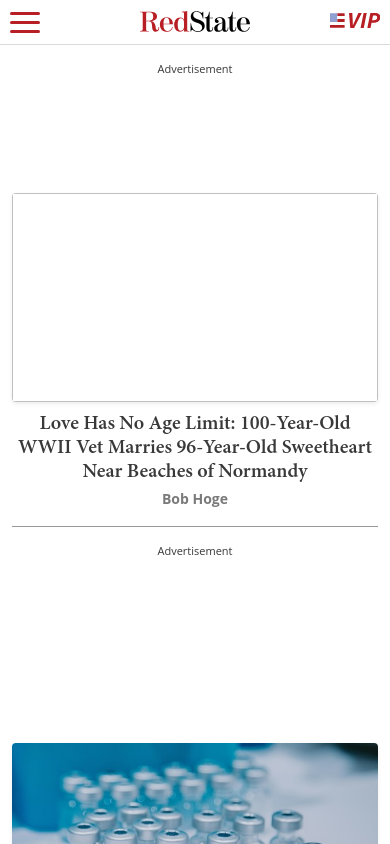 RedState
VIP
Advertisement
Love Has No Age Limit: 100-Year-Old
WWII Vet Marries 96-Year-Old Sweetheart
Near Beaches of Normandy
Bob Hoge
Advertisement